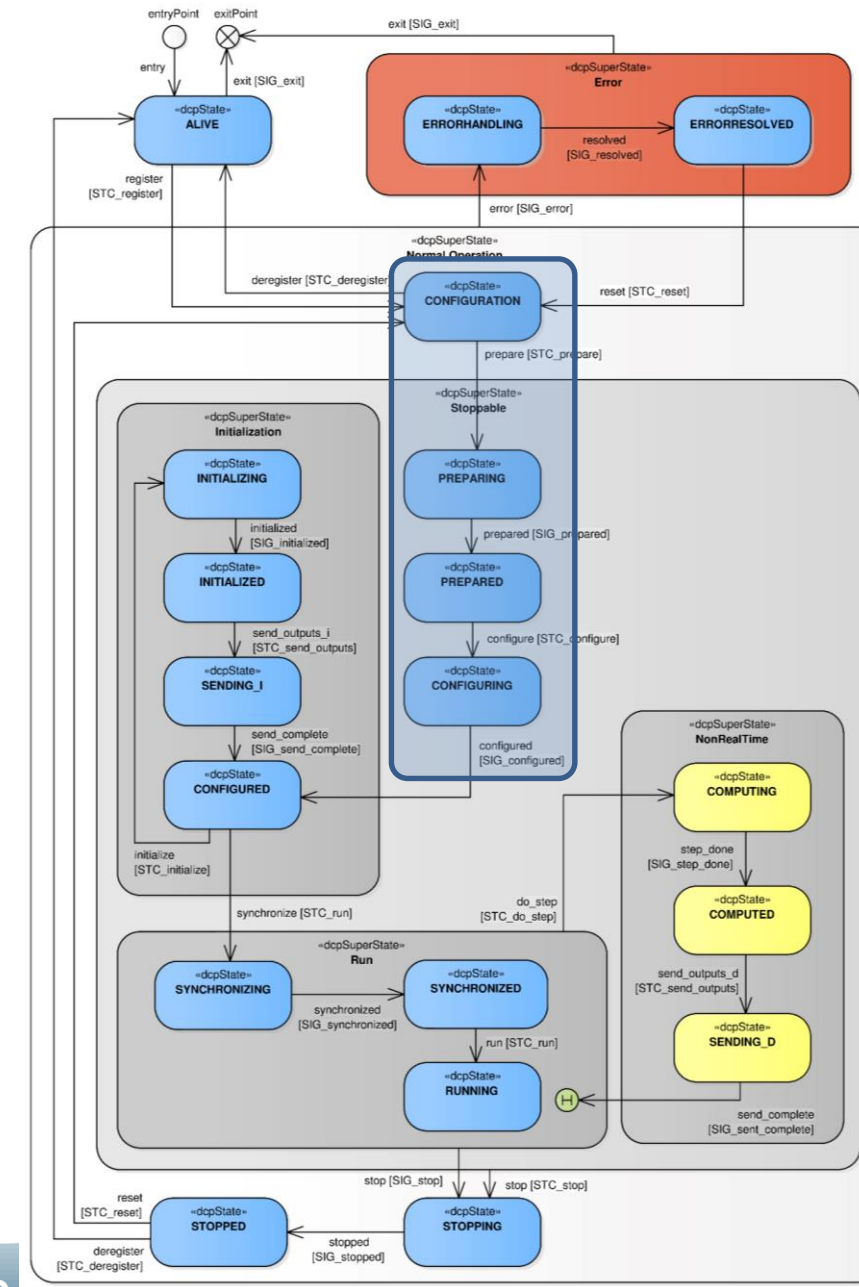 entryPoint
exitPoint
exit [SIG_exit]
entry
exit [SIG_exit]
«dcpState»
ALIVE
«dcpSuperState»
Error
«dcpState»
ERRORHANDLING
resolved
[SIG_resolved]
«dcpState»
ERRORRESOLVED
register
[STC_register]
error [SIG_error]
«dcpSuperState»
Normal Operation
deregister [STC_deregister]
«dcpState»
CONFIGURATION
reset [STC_reset]
prepare [STC_prepare]
«dcpSuperState»
Stoppable
«dcpSuperState»
Initialization
«dcpState»
INITIALIZING
initialized
[SIG_initialized]
«dcpState»
INITIALIZED
send_outputs_i
[STC_send_outputs]
«dcpState»
SENDING_I
send_complete
[SIG_send_complete]
«dcpState»
CONFIGURED
initialize
[STC_initialize]
«dcpState»
PREPARING
prepared [SIG_prepared]
«dcpState»
PREPARED
configure [STC_configure]
«dcpState»
CONFIGURING
configured
[SIG_configured]
«dcpSuperState»
NonRealTime
«dcpState»
COMPUTING
step_done
[SIG_step_done]
«dcpState»
COMPUTED
send_outputs_d
[STC_send_outputs]
«dcpState»
SENDING_D
send_complete
[SIG_sent_complete]
do_step
[STC_do_step]
synchronize [STC_run]
«dcpSuperState»
Run
«dcpState»
SYNCHRONIZING
synchronized
[SIG_synchronized]
«dcpState»
SYNCHRONIZED
run [STC_run]
«dcpState»
RUNNING
H
stop [SIG_stop]
stop [STC_stop]
reset
[STC_reset]
«dcpState»
STOPPED
stopped
[SIG_stopped]
«dcpState»
STOPPING
deregister
[STC_deregister]